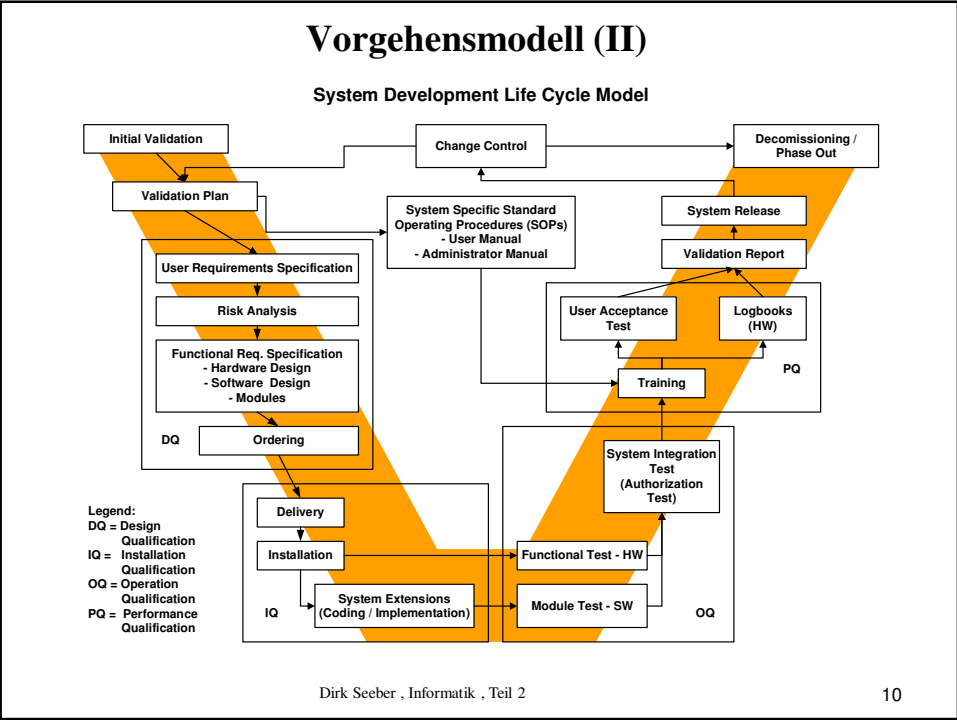 Vorgehensmodell (II)
System Development Life Cycle Model
Initial Validation
Change Control
Decomissioning /
Phase Out
Validation Plan
System Specific Standard
Operating Procedures (SOPs)
- User Manual
- Administrator Manual
System Release
Validation Report
User Requirements Specification
Risk Analysis
Functional Req. Specification
- Hardware Design
- Software Design
- Modules
DQ
Ordering
User Acceptance
Test
Logbooks
(HW)
Training
PQ
System Integration
Test
(Authorization
Test)
Delivery
Installation
System Extensions
(Coding / Implementation)
IQ
Functional Test - HW
Module Test - SW
OQ
Legend:
DQ = Design
Qualification
IQ = Installation
Qualification
OQ = Operation
Qualification
PQ = Performance
Qualification
Dirk Seeber , Informatik , Teil 2
10